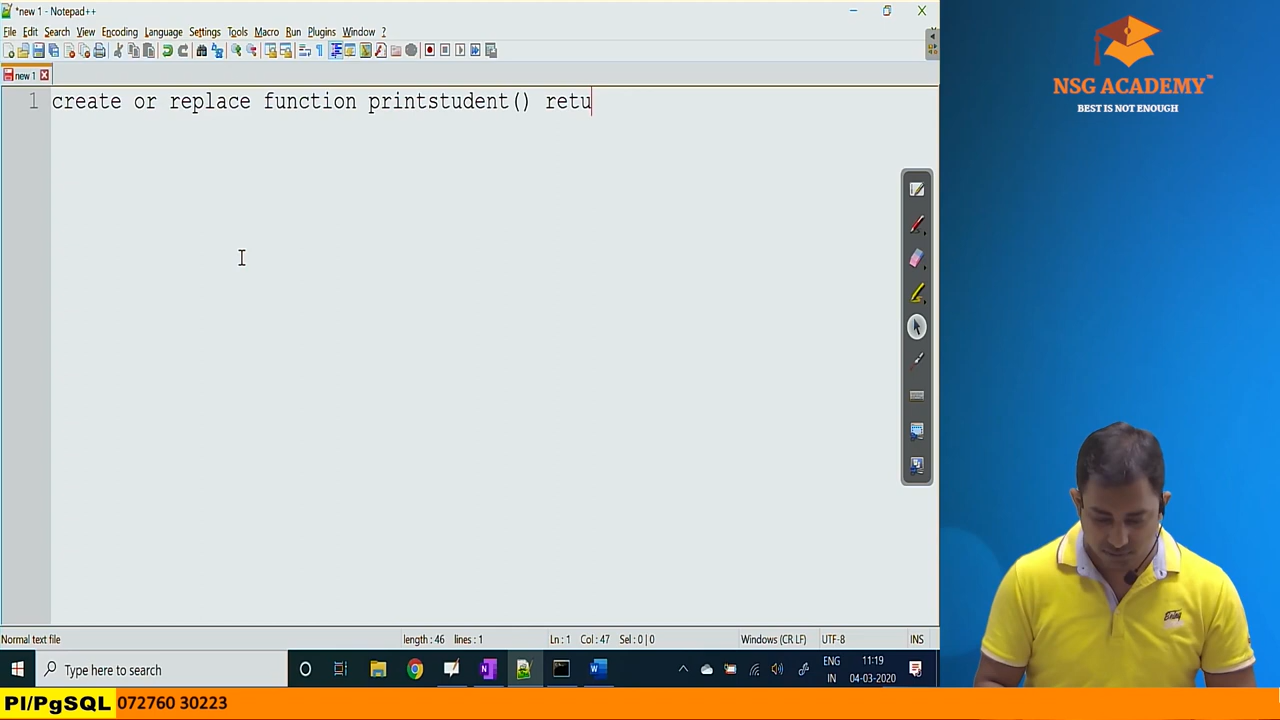 *new 1 - Notepad++
File Edit Search View Encoding Language Settings Tools Macro Run Plugins Window ?
new 1
1 create or replace function printstudent() retu
NSG ACADEMY™
BEST IS NOT ENOUGH
Normal text file length : 46 lines : 1 Ln : 1 Col : 47 Sel : 0 | 0 Windows (CR LF) UTF-8 INS
Type here to search
ENG
IN
11:19
04-03-2020
Pl/PgSQL 072760 30223